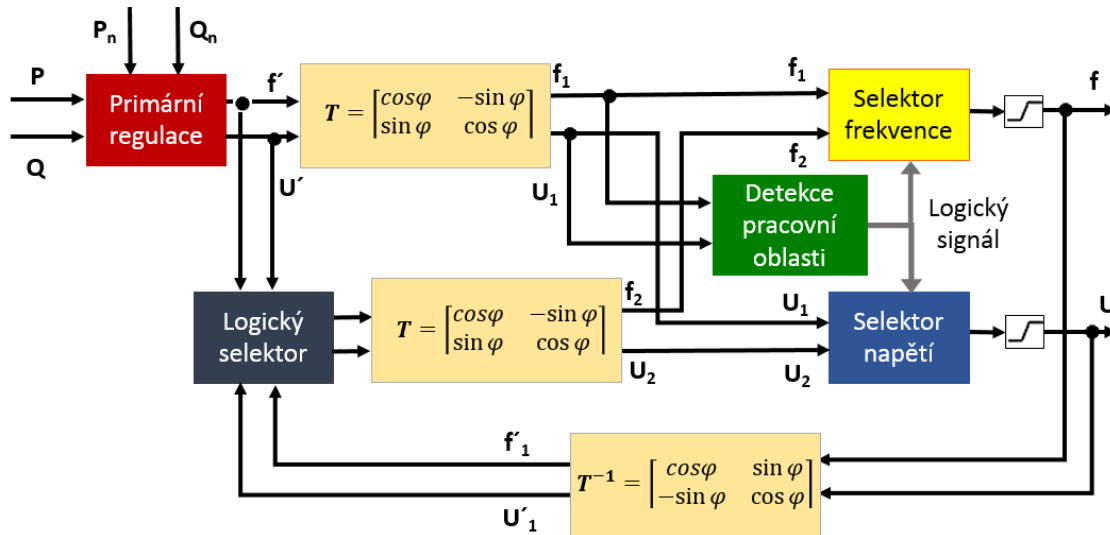 Pₙ
Qₙ
P
Q
Primární
regulace
f´
U´
T = [cosφ −sin φ
sin φ cos φ]
f₁
U₁
f₁
f₂
Selektor
frekvence
f
Detekce
pracovní
oblasti
Logický
signál
Logický
selektor
T = [cosφ −sin φ
sin φ cos φ]
f₂
U₂
U₁
U₂
Selektor
napětí
U
f´₁
U´₁
T⁻¹ = [cosφ sin φ
−sin φ cos φ]